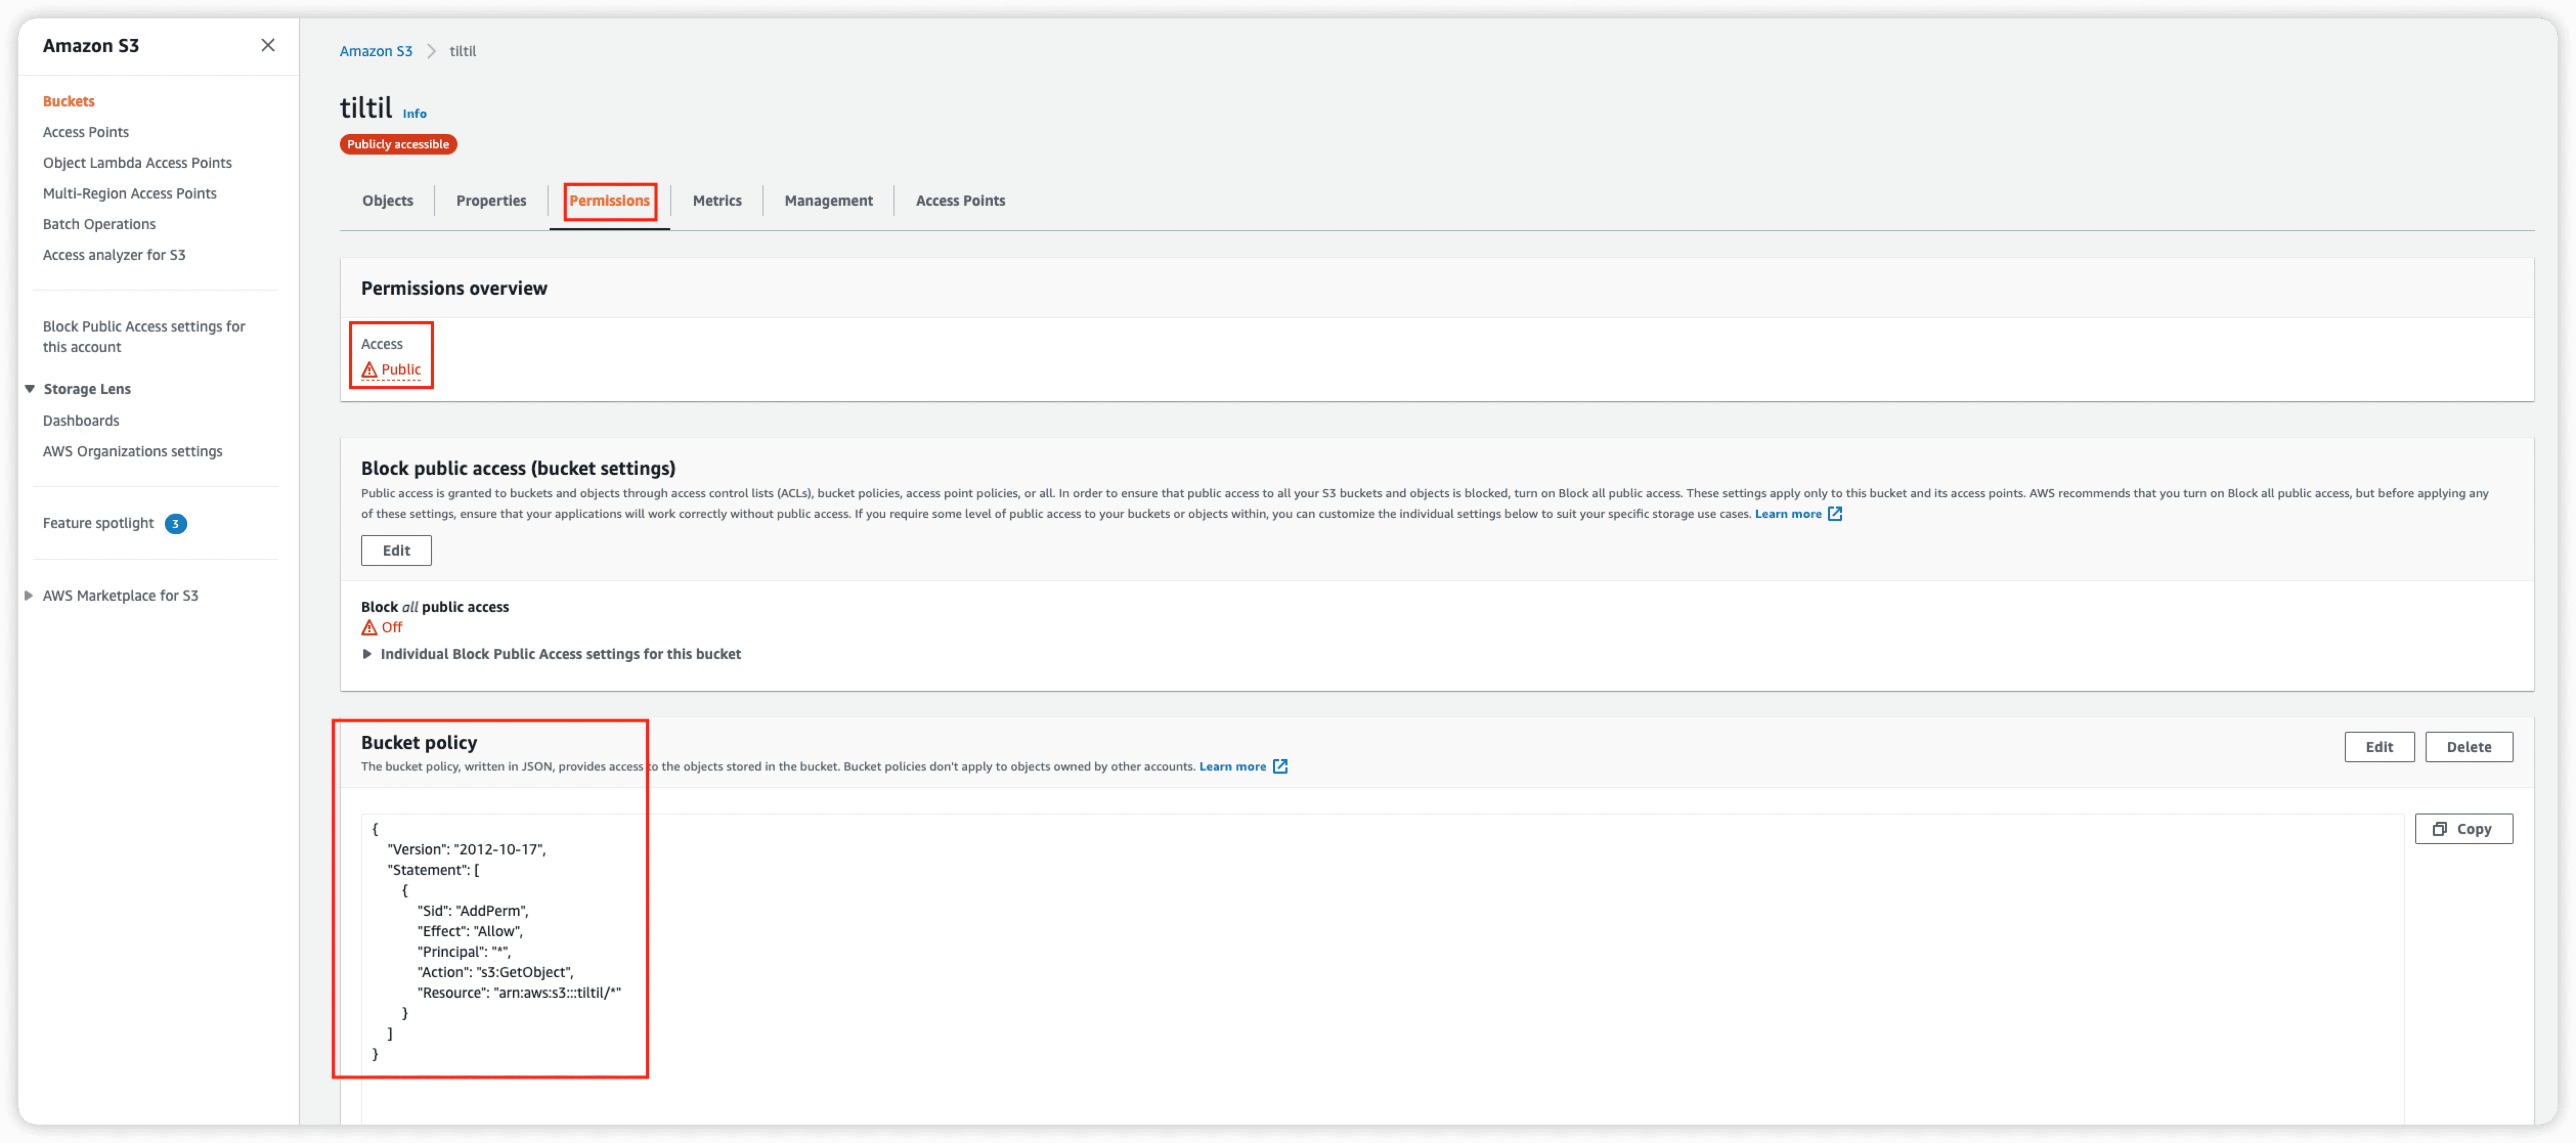 Amazon S3
Buckets
Access Points
Object Lambda Access Points
Multi-Region Access Points
Batch Operations
Access analyzer for S3
Block Public Access settings for
this account
Storage Lens
Dashboards
AWS Organizations settings
Feature spotlight 3
AWS Marketplace for S3
Amazon S3 > tiltil
tiltil Info
Publicly accessible
Objects Properties Permissions Metrics Management Access Points
Permissions overview
Access
Public
Block public access (bucket settings)
Public access is granted to buckets and objects through access control lists (ACLs), bucket policies, access point policies, or all. In order to ensure that public access to all your S3 buckets and objects is blocked, turn on Block all public access. These settings apply only to this bucket and its access points. AWS recommends that you turn on Block all public access, but before applying any
of these settings, ensure that your applications will work correctly without public access. If you require some level of public access to your buckets or objects within, you can customize the individual settings below to suit your specific storage use cases. Learn more
Edit
Block all public access
Off
Individual Block Public Access settings for this bucket
Bucket policy
Edit Delete
The bucket policy, written in JSON, provides access to the objects stored in the bucket. Bucket policies don't apply to objects owned by other accounts. Learn more
Copy
{
"Version": "2012-10-17",
"Statement": [
{
"Sid": "AddPerm",
"Effect": "Allow",
"Principal": "*",
"Action": "s3:GetObject",
"Resource": "arn:aws:s3:::tiltil/*"
}
]
}